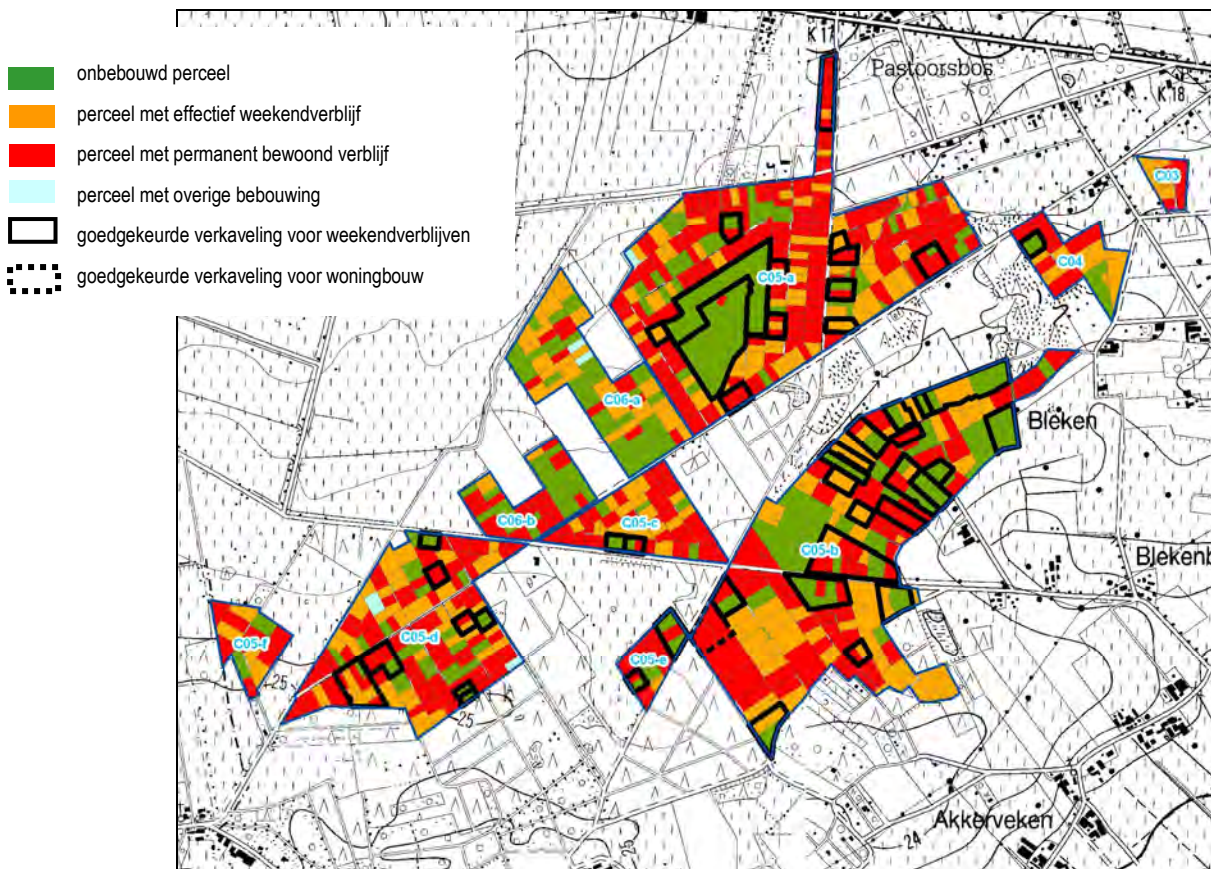 onbebouwd perceel
perceel met effectief weekendverblijf
perceel met permanent bewoond verblijf
perceel met overige bebouwing
goedgekeurde verkaveling voor weekendverblijven
goedgekeurde verkaveling voor woningbouw
K 17
Pastoorsbos
K 18
C03
C04
C05-a
C06-a
Bleken
C06-b
C05-c
C05-b
C05-d
C05-e
C05-f
25
25
25
24
Akkerveken